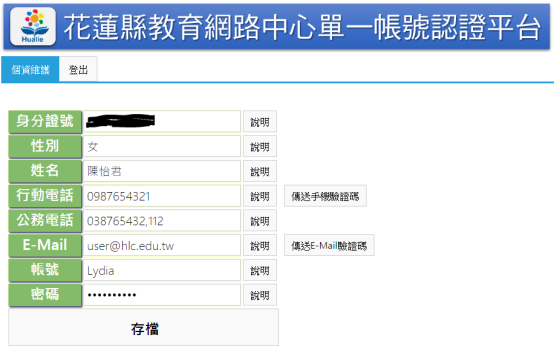 Hualie
花蓮縣教育網路中心單一帳號認證平台
個資維護 登出
身分證號 說明
性別 女 說明
姓名 陳怡君 說明
行動電話 0987654321 說明 傳送手機驗證碼
公務電話 038765432,112 說明
E-Mail user@hlc.edu.tw 說明 傳送E-Mail驗證碼
帳號 Lydia 說明
密碼 •••••••••• 說明
存檔